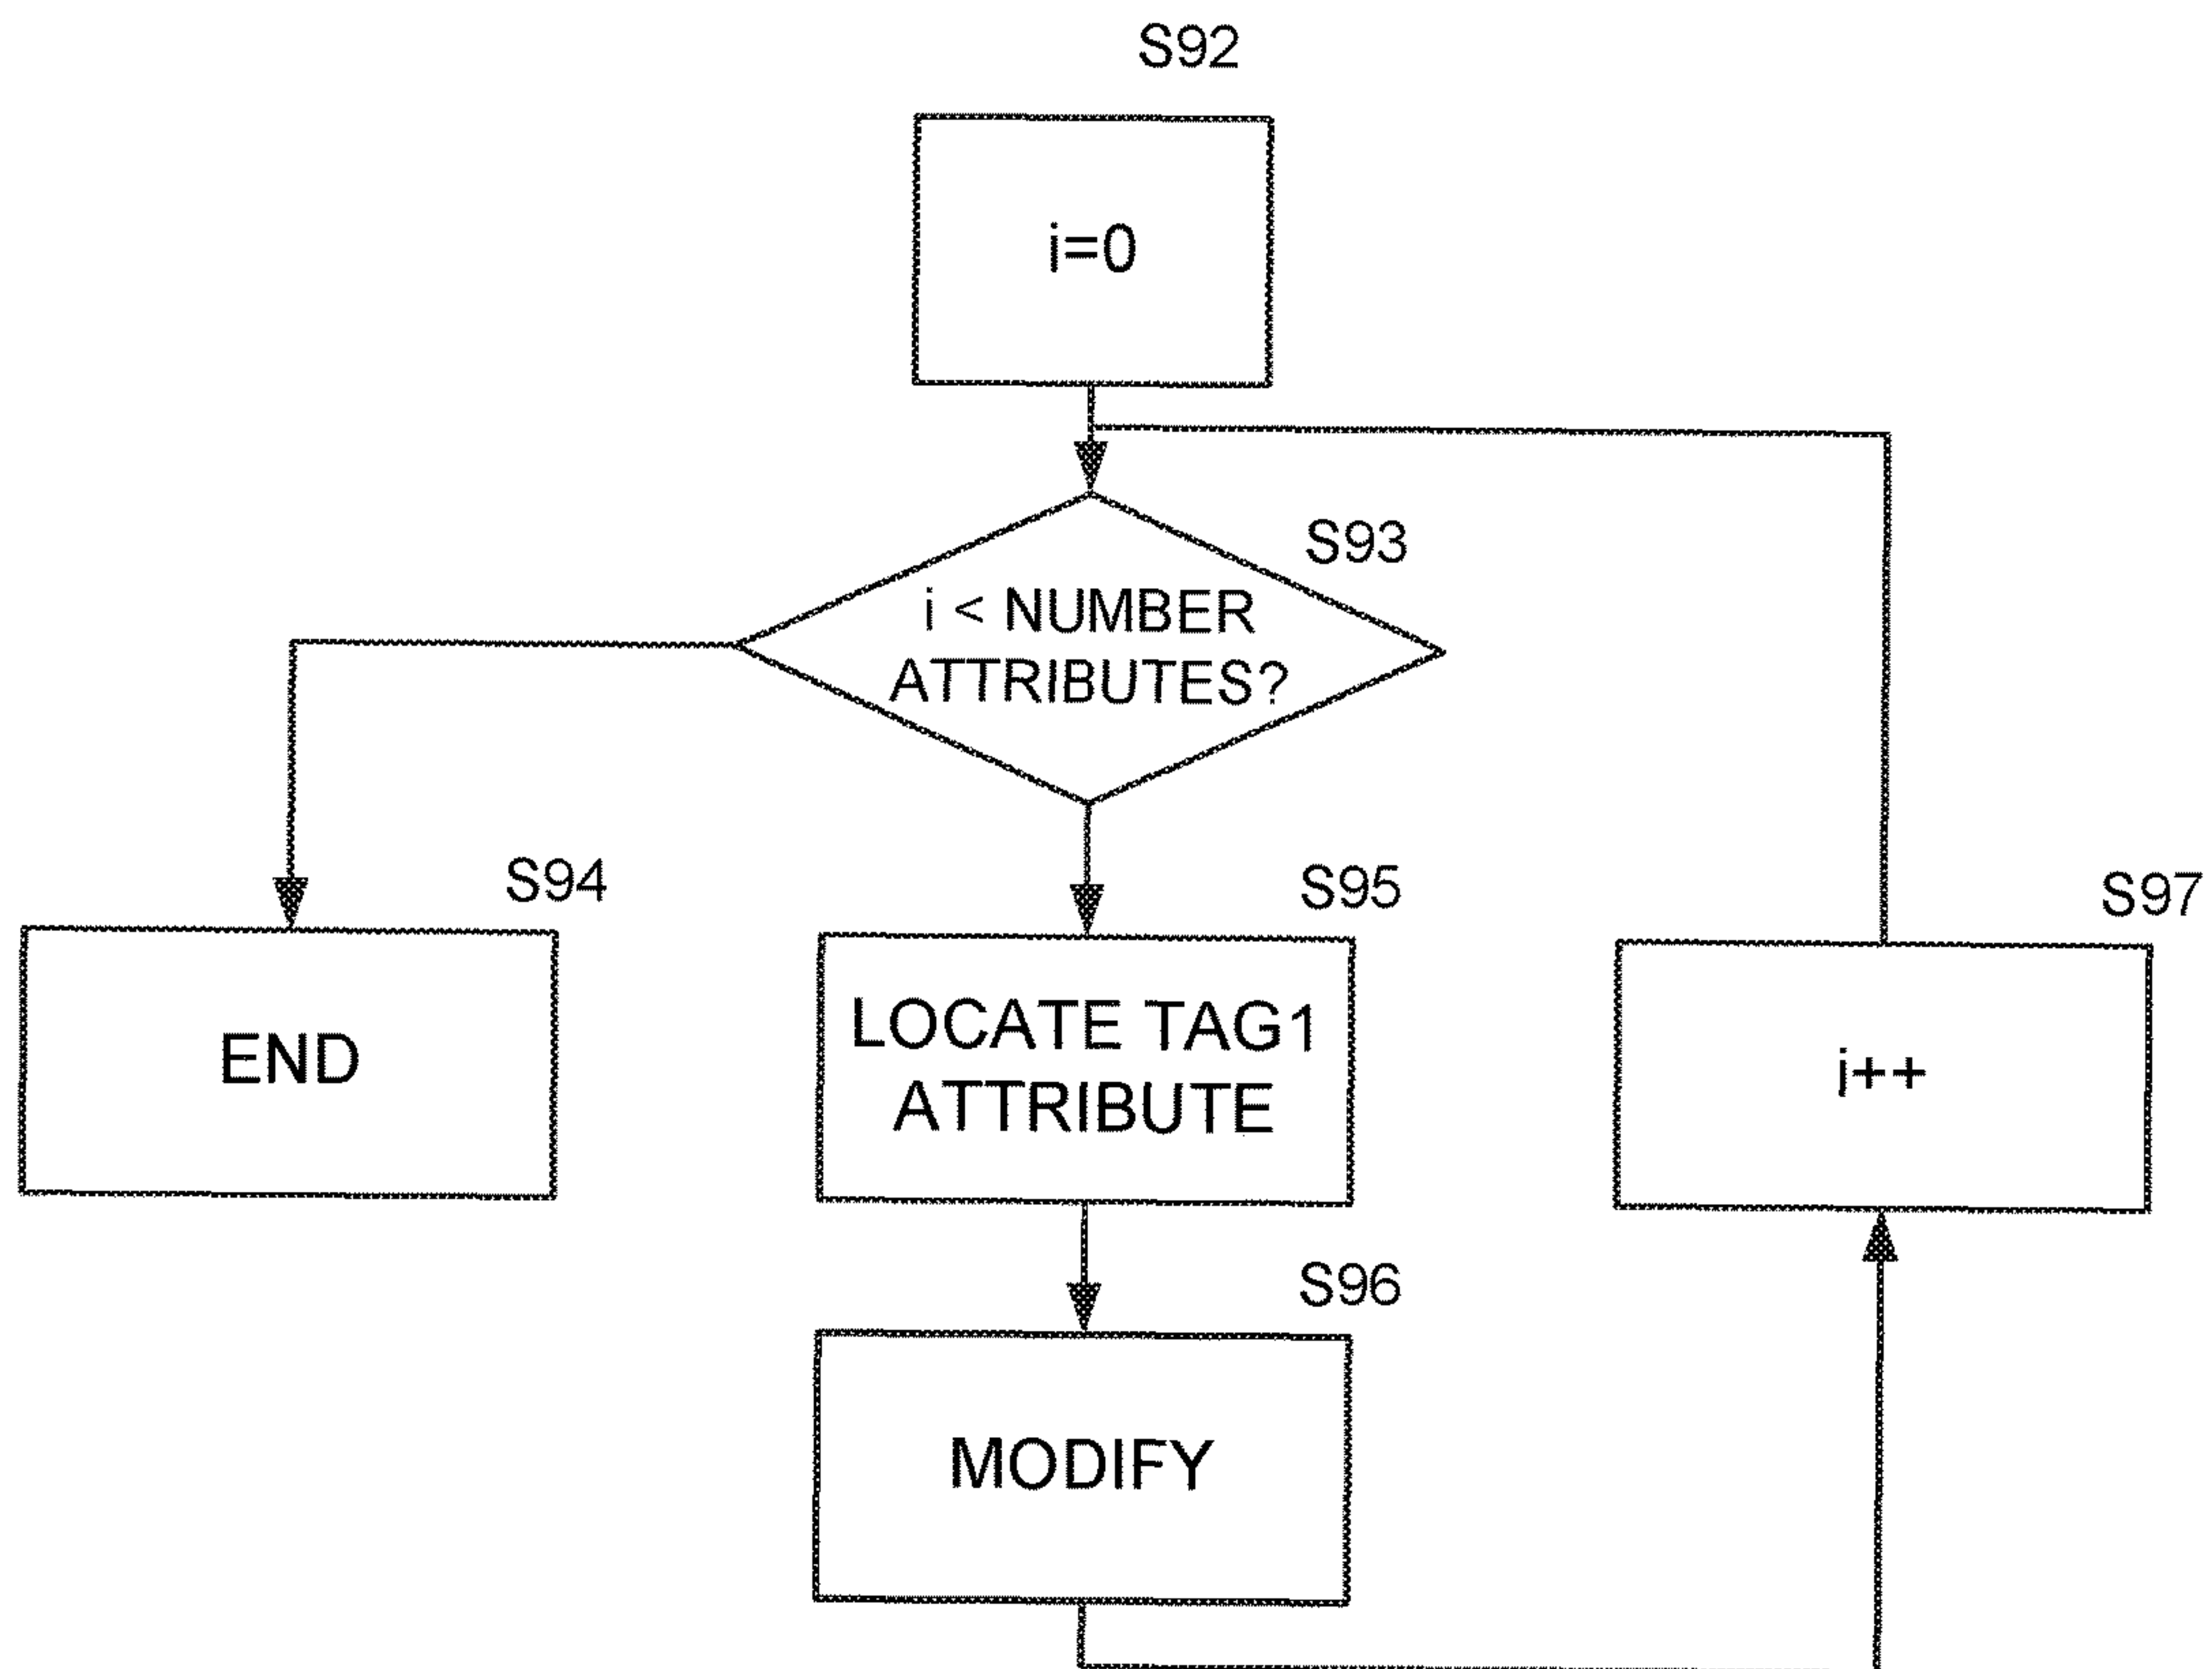 S92
i=0
S93
i < NUMBER
ATTRIBUTES?
S94
END
S95
LOCATE TAG1
ATTRIBUTE
S97
i++
S96
MODIFY